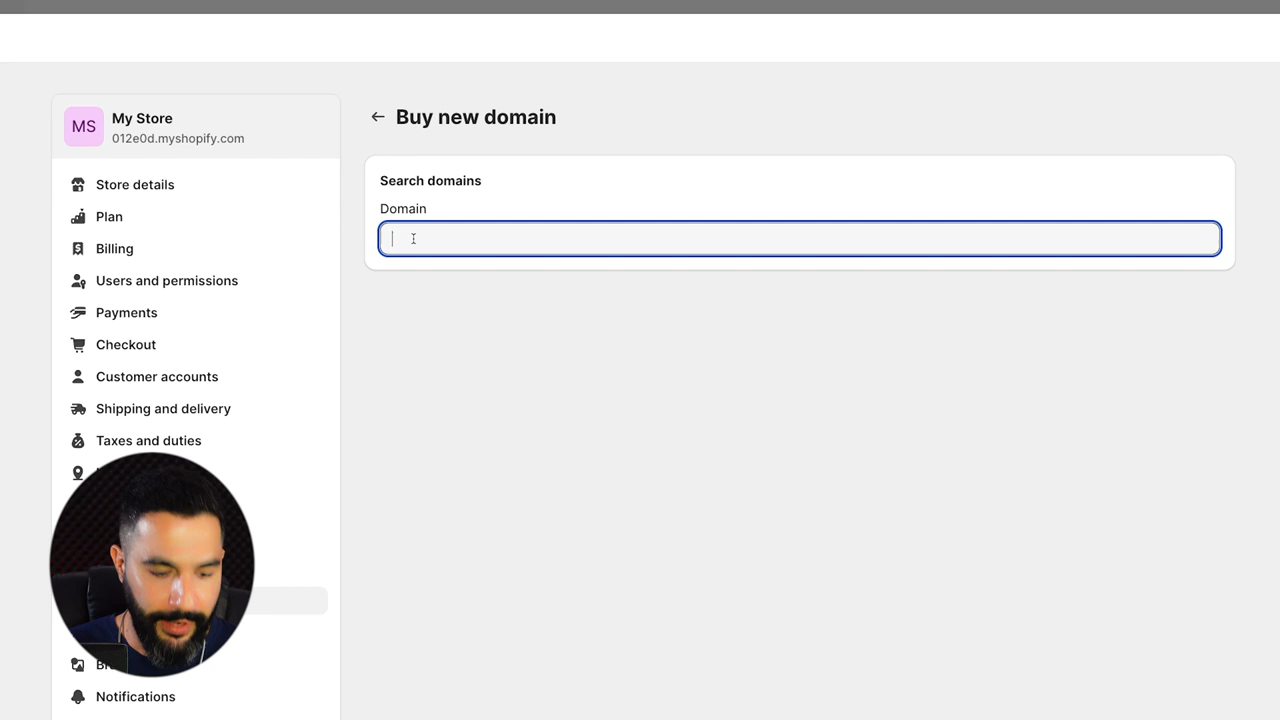 MS
My Store
012e0d.myshopify.com
Store details
Plan
Billing
Users and permissions
Payments
Checkout
Customer accounts
Shipping and delivery
Taxes and duties
Notifications
Buy new domain
Search domains
Domain